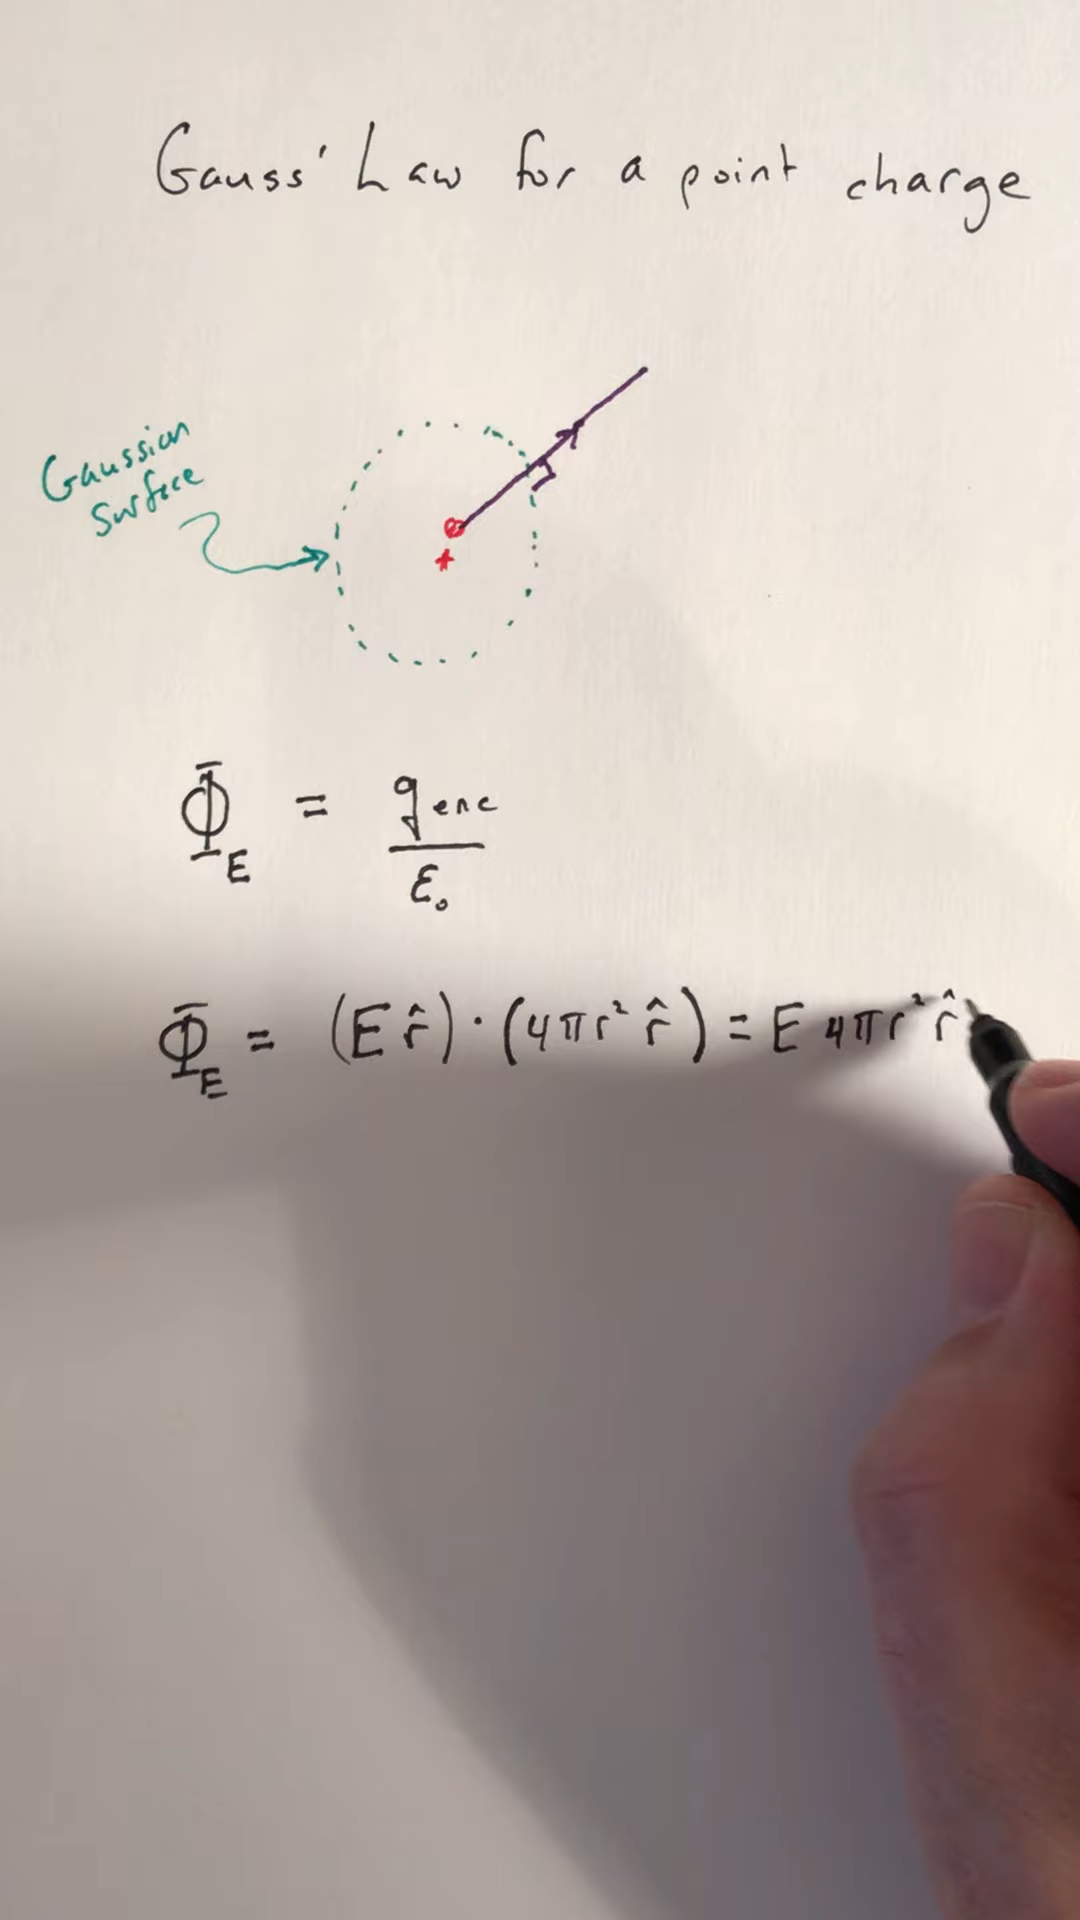 Gauss' Law for a point charge
Gaussian
Surface
+
Φ_E = q_enc / ε₀
Φ_E = (E r̂) · (4πr² r̂) = E 4πr² r̂